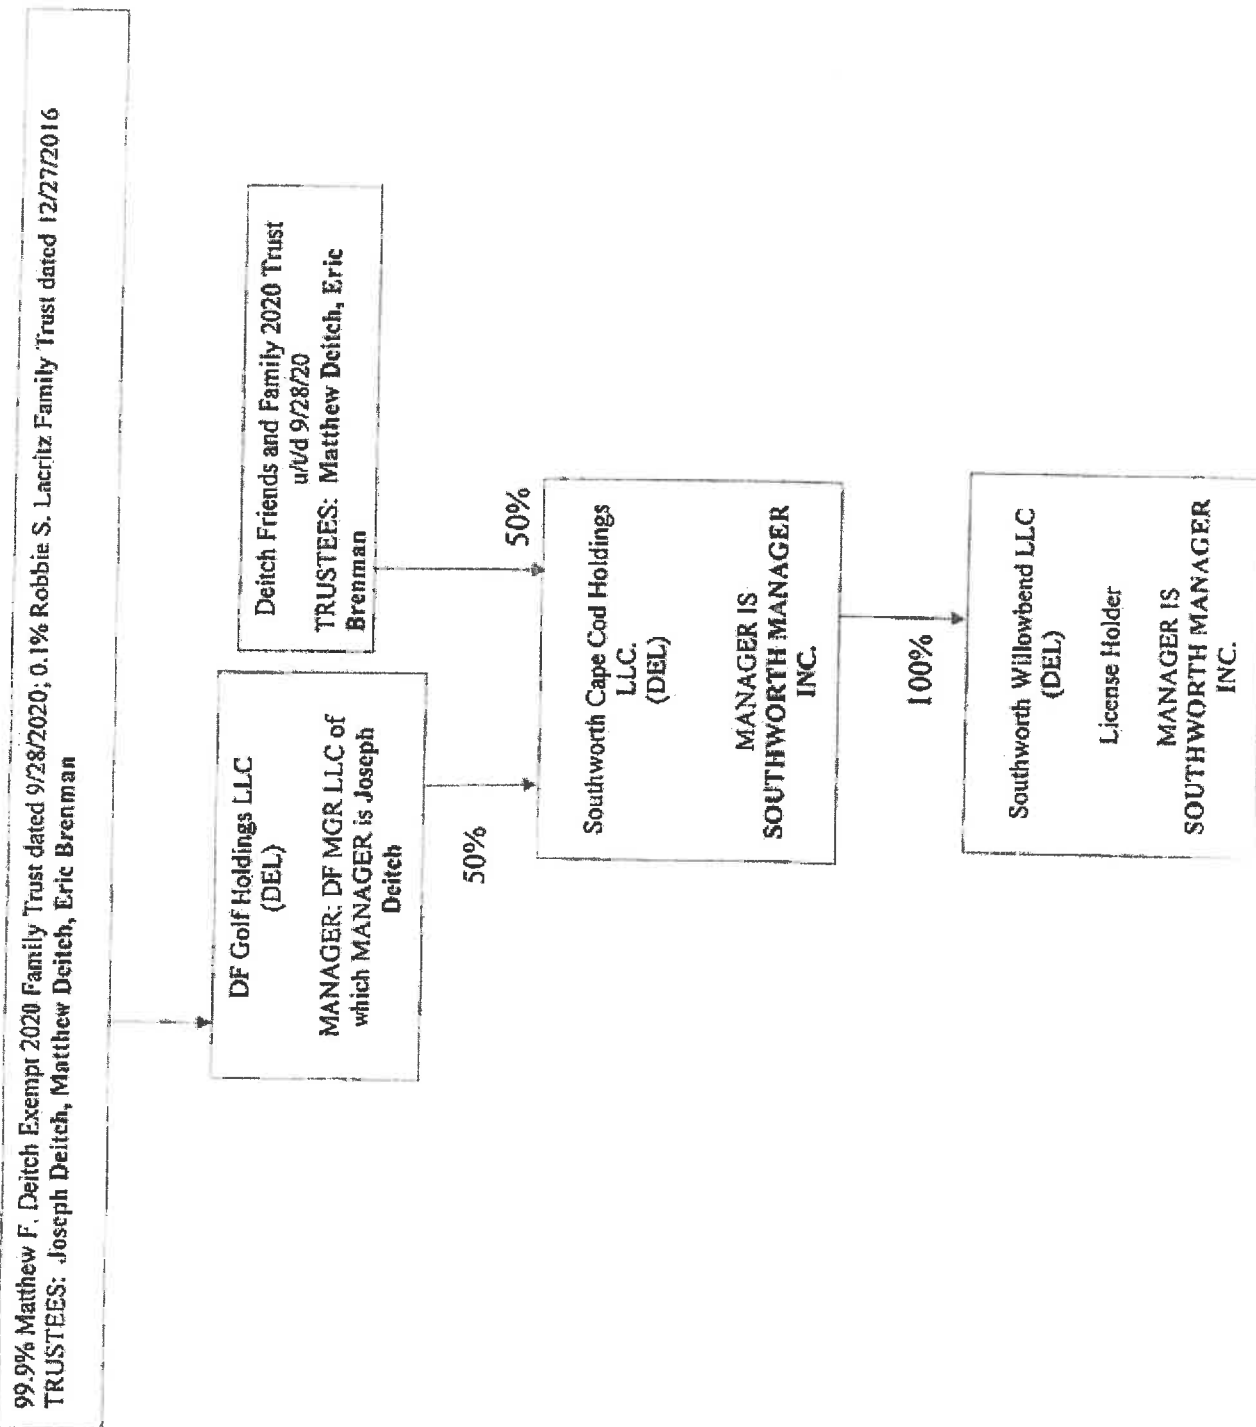 99.9% Matthew F. Deitch Exempt 2020 Family Trust dated 9/28/2020; 0.1% Robbie S. Lacritz Family Trust dated 12/27/2016
TRUSTEES: Joseph Deitch, Matthew Deitch, Eric Brenman
DF Golf Holdings LLC
(DEL)
MANAGER: DF MGR LLC of
which MANAGER is Joseph
Deitch
Deitch Friends and Family 2020 Trust
u/t/d 9/28/20
TRUSTEES: Matthew Deitch, Eric
Brenman
50%
50%
Southworth Cape Cod Holdings
LLC.
(DEL)
MANAGER IS
SOUTHWORTH MANAGER
INC.
100%
Southworth Willowbend LLC
(DEL)
License Holder
MANAGER IS
SOUTHWORTH MANAGER
INC.